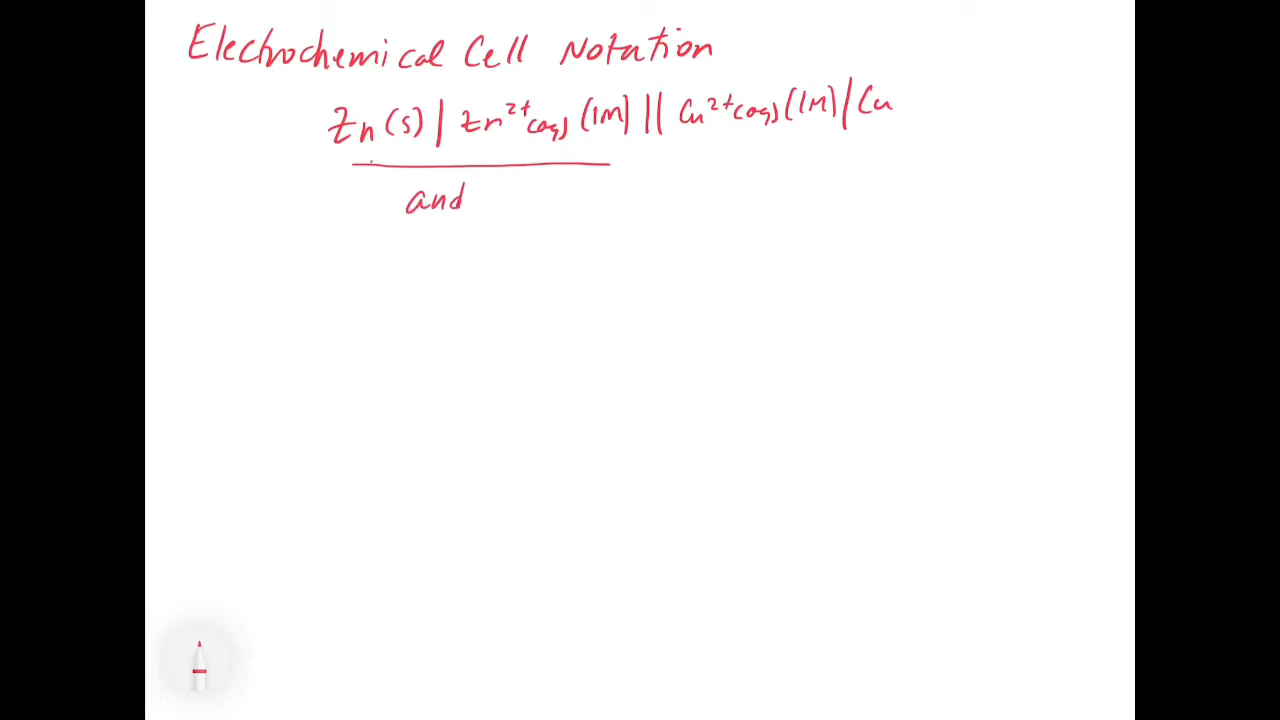 Electrochemical Cell Notation
Zn (s) | Zn²⁺(aq) (1M) || Cu²⁺(aq) (1M) | Cu
and